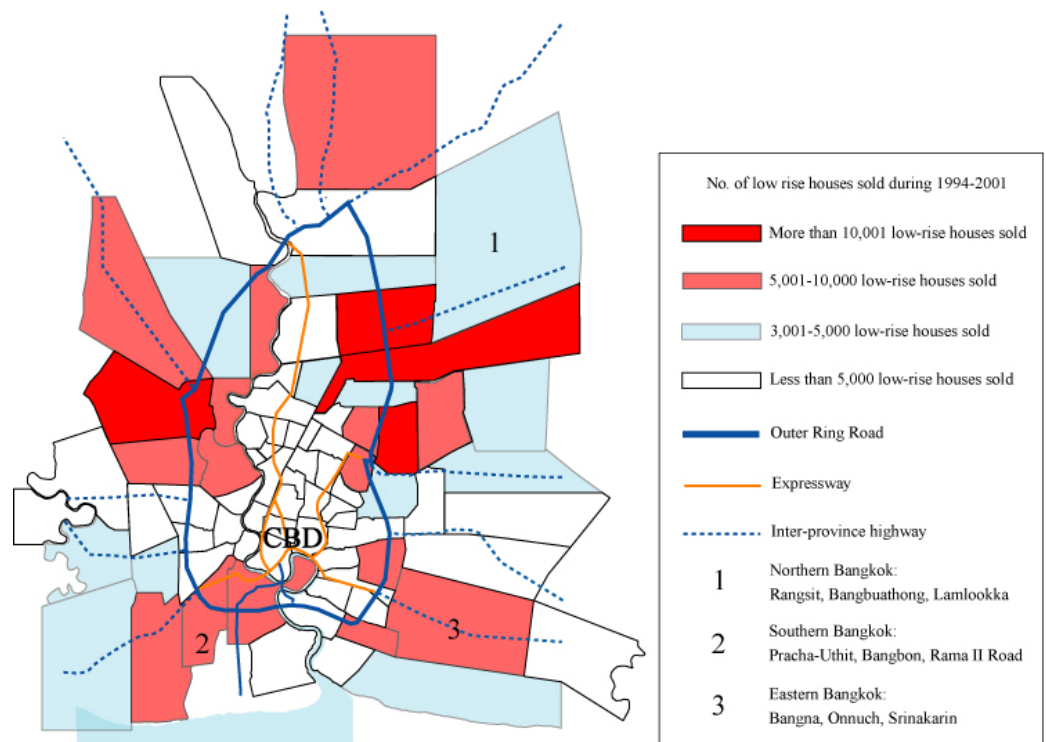 1
CBD
2
3
No. of low rise houses sold during 1994-2001
More than 10,001 low-rise houses sold
5,001-10,000 low-rise houses sold
3,001-5,000 low-rise houses sold
Less than 5,000 low-rise houses sold
Outer Ring Road
Expressway
Inter-province highway
1
Northern Bangkok:
Rangsit, Bangbuathong, Lamlookka
2
Southern Bangkok:
Pracha-Uthit, Bangbon, Rama II Road
3
Eastern Bangkok:
Bangna, Onnuch, Srinakarin